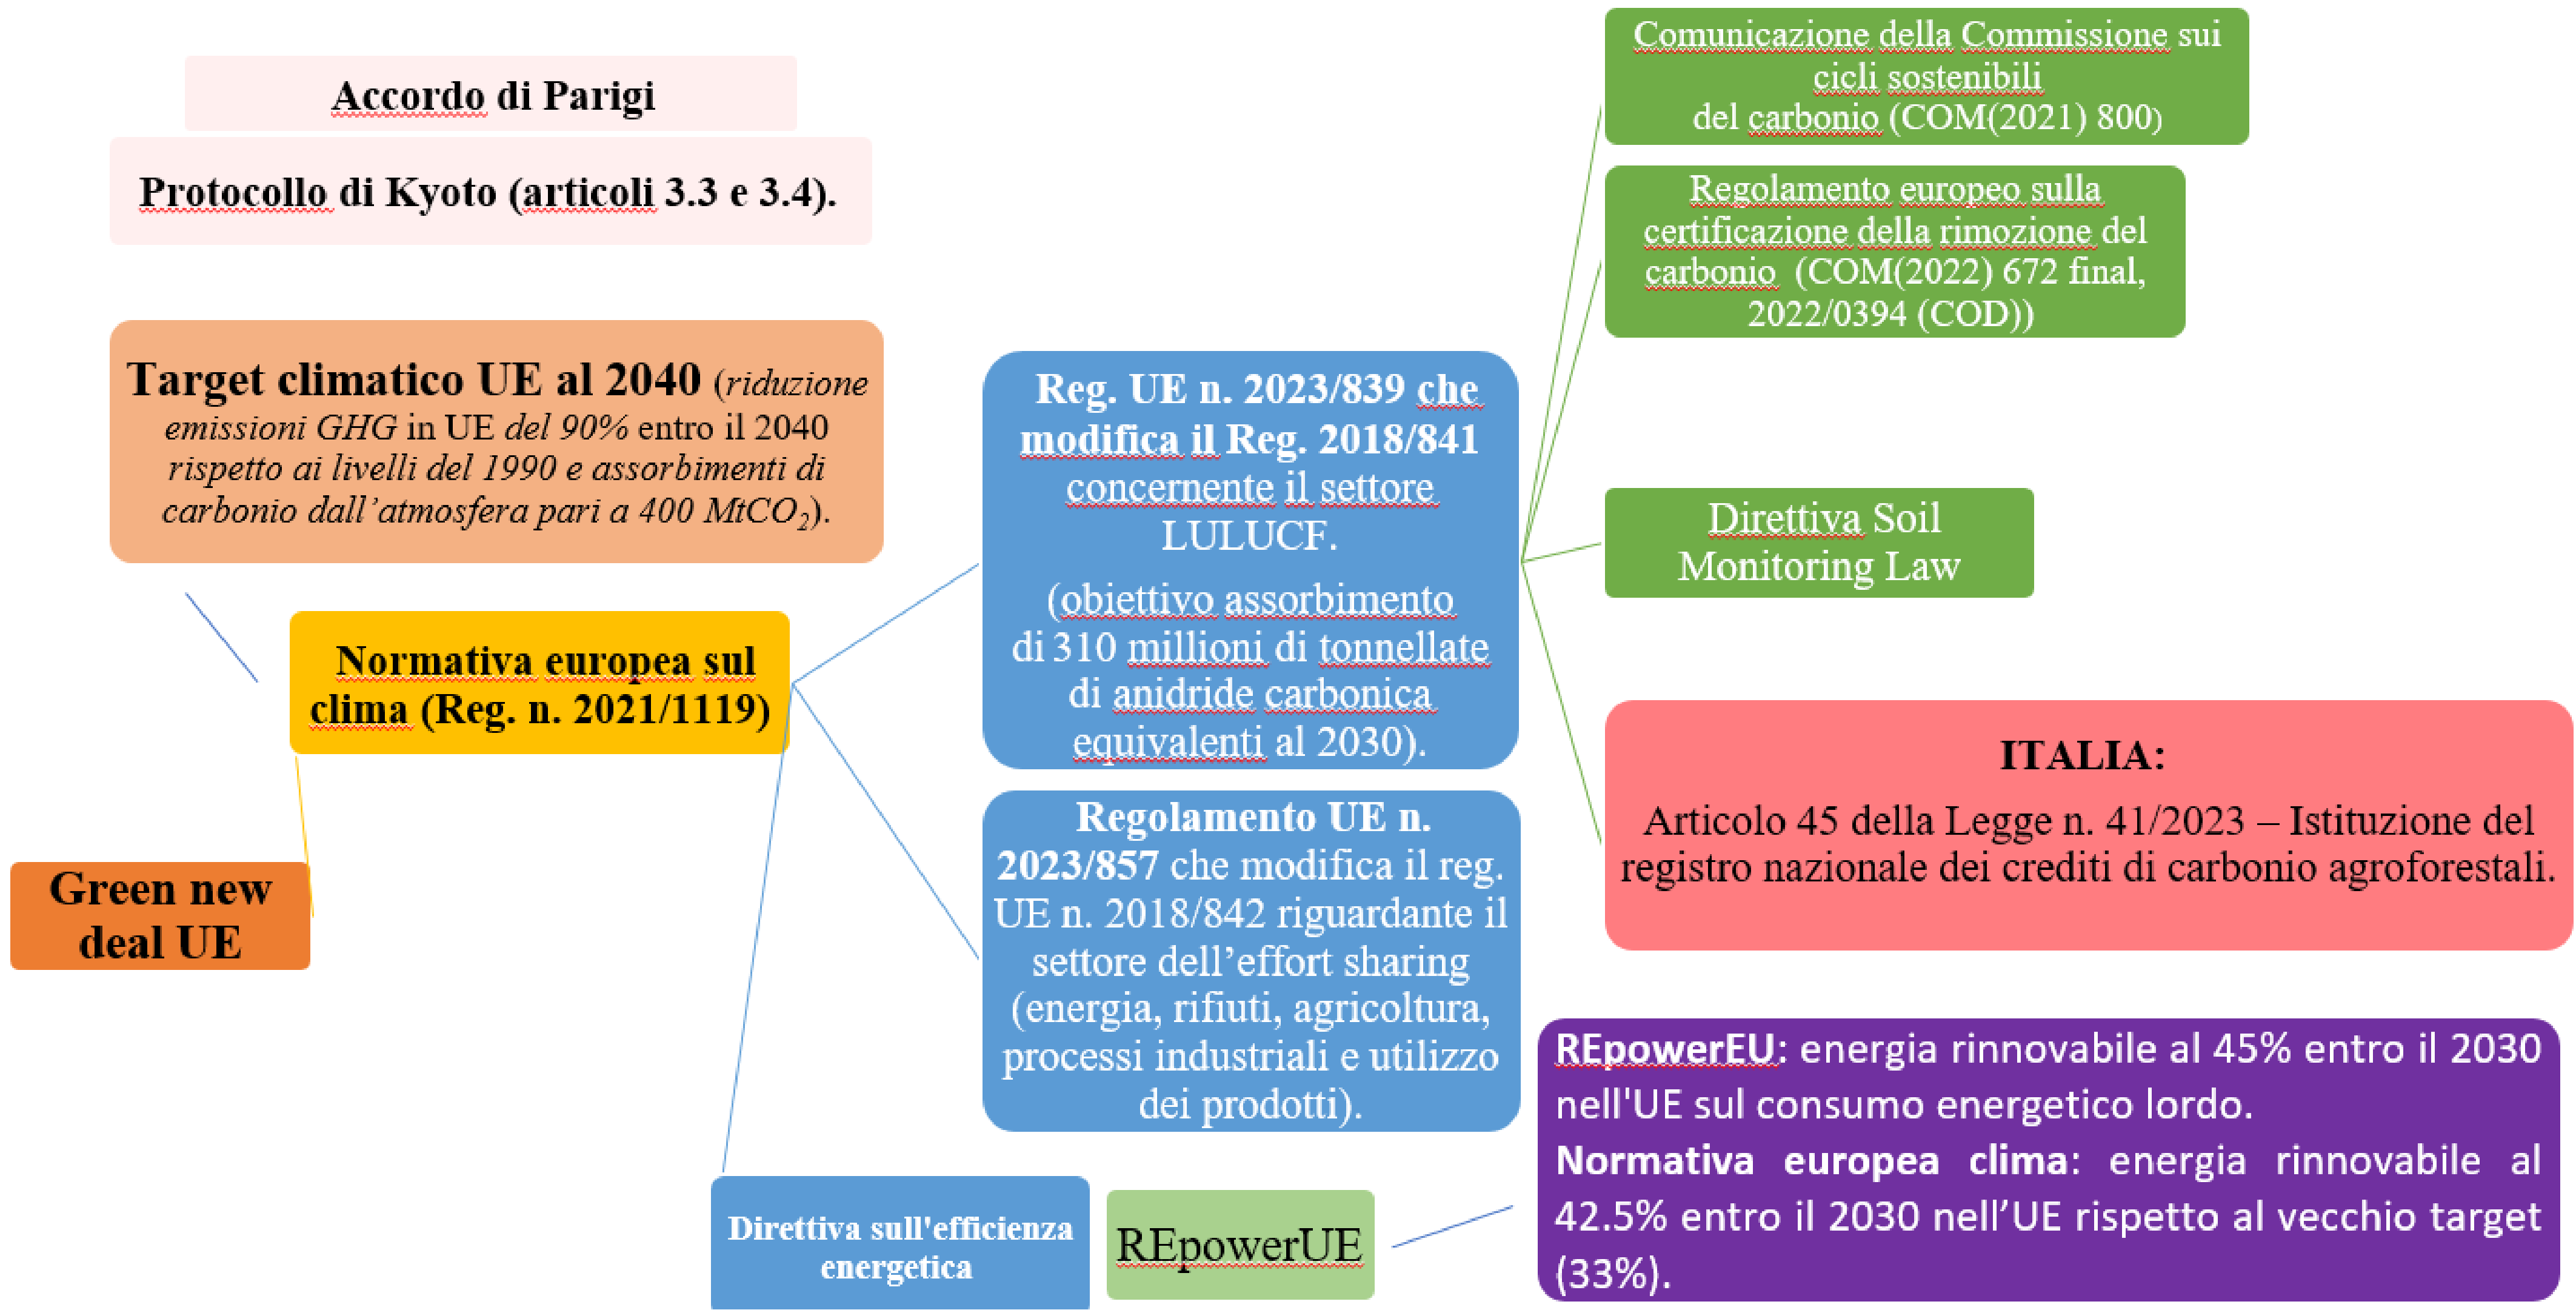 Accordo di Parigi
Protocollo di Kyoto (articoli 3.3 e 3.4).
Target climatico UE al 2040 (riduzione
emissioni GHG in UE del 90% entro il 2040
rispetto ai livelli del 1990 e assorbimenti di
carbonio dall’atmosfera pari a 400 MtCO₂).
Normativa europea sul
clima (Reg. n. 2021/1119)
Green new
deal UE
Reg. UE n. 2023/839 che
modifica il Reg. 2018/841
concernente il settore
LULUCF.
(obiettivo assorbimento
di 310 millioni di tonnellate
di anidride carbonica
equivalenti al 2030).
Regolamento UE n.
2023/857 che modifica il reg.
UE n. 2018/842 riguardante il
settore dell’effort sharing
(energia, rifiuti, agricoltura,
processi industriali e utilizzo
dei prodotti).
Direttiva sull'efficienza
energetica
REpowerUE
Comunicazione della Commissione sui
cicli sostenibili
del carbonio (COM(2021) 800)
Regolamento europeo sulla
certificazione della rimozione del
carbonio (COM(2022) 672 final,
2022/0394 (COD))
Direttiva Soil
Monitoring Law
ITALIA:
Articolo 45 della Legge n. 41/2023 – Istituzione del
registro nazionale dei crediti di carbonio agroforestali.
REpowerEU: energia rinnovabile al 45% entro il 2030
nell'UE sul consumo energetico lordo.
Normativa europea clima: energia rinnovabile al
42.5% entro il 2030 nell’UE rispetto al vecchio target
(33%).